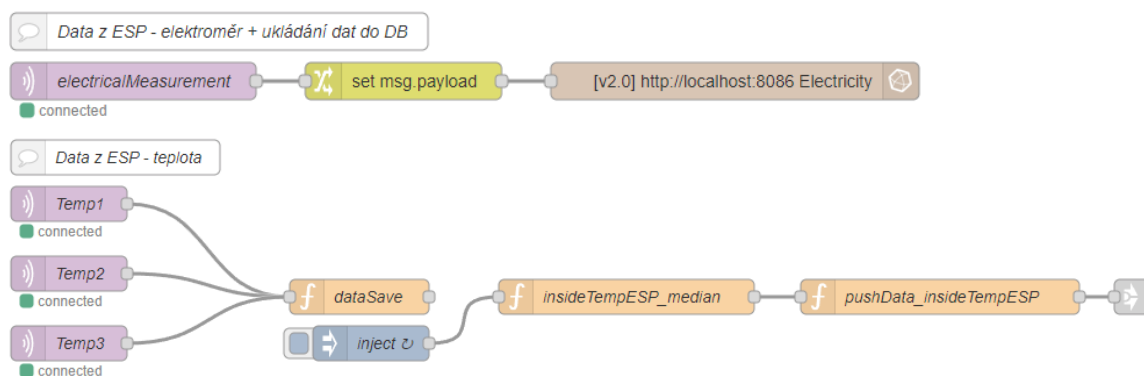 Data z ESP - elektroměr + ukládání dat do DB
electricalMeasurement
set msg.payload
[v2.0] http://localhost:8086 Electricity
connected
Data z ESP - teplota
Temp1
connected
Temp2
connected
dataSave
insideTempESP_median
pushData_insideTempESP
inject ↻
Temp3
connected